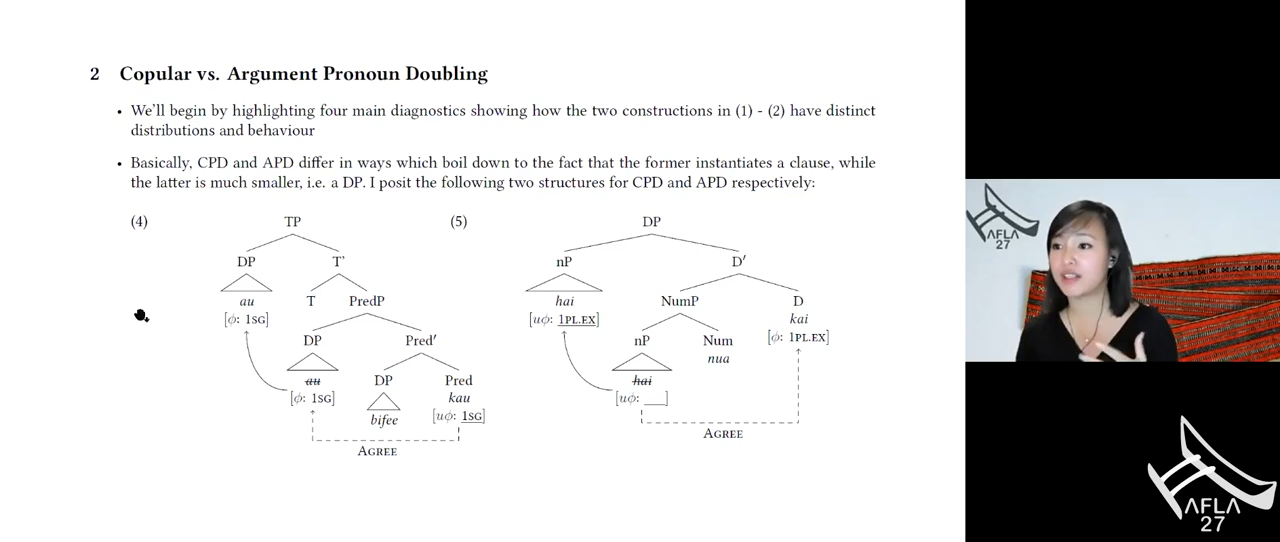 2 Copular vs. Argument Pronoun Doubling
• We'll begin by highlighting four main diagnostics showing how the two constructions in (1) - (2) have distinct
distributions and behaviour
• Basically, CPD and APD differ in ways which boil down to the fact that the former instantiates a clause, while
the latter is much smaller, i.e. a DP. I posit the following two structures for CPD and APD respectively:
(4) TP
DP T'
au T PredP
[ϕ: 1SG]
DP Pred′
au DP Pred
[ϕ: 1SG] kau
bifee [uϕ: 1SG]
AGREE
(5) DP
nP D′
hai NumP D
[uϕ: 1PL.EX] kai
nP Num [ϕ: 1PL.EX]
nua
hai
[uϕ: __]
AGREE
AFLA
27
AFLA
27